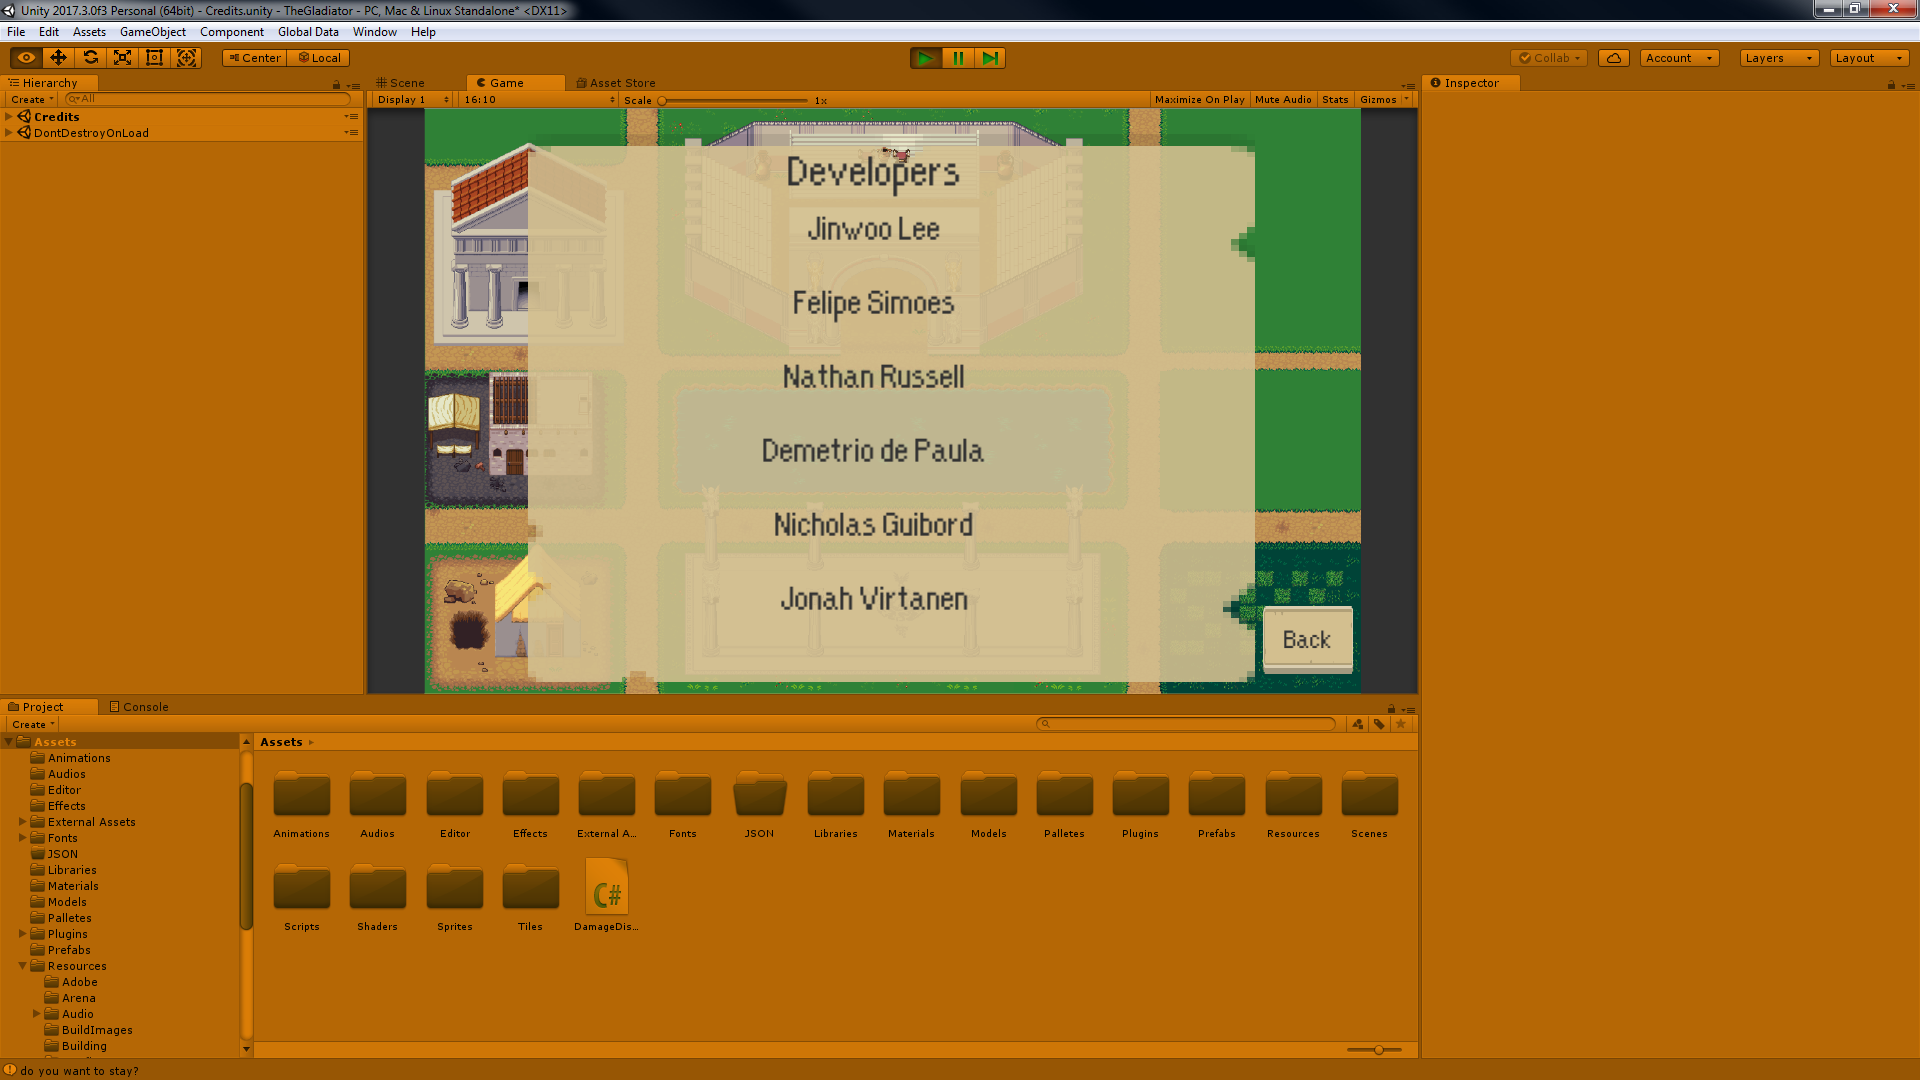 Unity 2017.3.0f3 Personal (64bit) - Credits.unity - TheGladiator - PC, Mac & Linux Standalone* <DX11>
File Edit Assets GameObject Component Global Data Window Help
Center Local Collab Account Layers Layout
Hierarchy Scene Game Asset Store Inspector
Create All Display 1 16:10 Scale 1x Maximize On Play Mute Audio Stats Gizmos
Credits
DontDestroyOnLoad
Developers
Jinwoo Lee
Felipe Simoes
Nathan Russell
Demetrio de Paula
Nicholas Guibord
Jonah Virtanen
Back
Project Console
Create
Assets
Animations
Audios
Editor
Effects
External Assets
Fonts
JSON
Libraries
Materials
Models
Palletes
Plugins
Prefabs
Resources
Adobe
Arena
Audio
BuildImages
Building
Assets
Animations Audios Editor Effects External A... Fonts JSON Libraries Materials Models Palletes Plugins Prefabs Resources Scenes
C#
Scripts Shaders Sprites Tiles DamageDis...
do you want to stay?